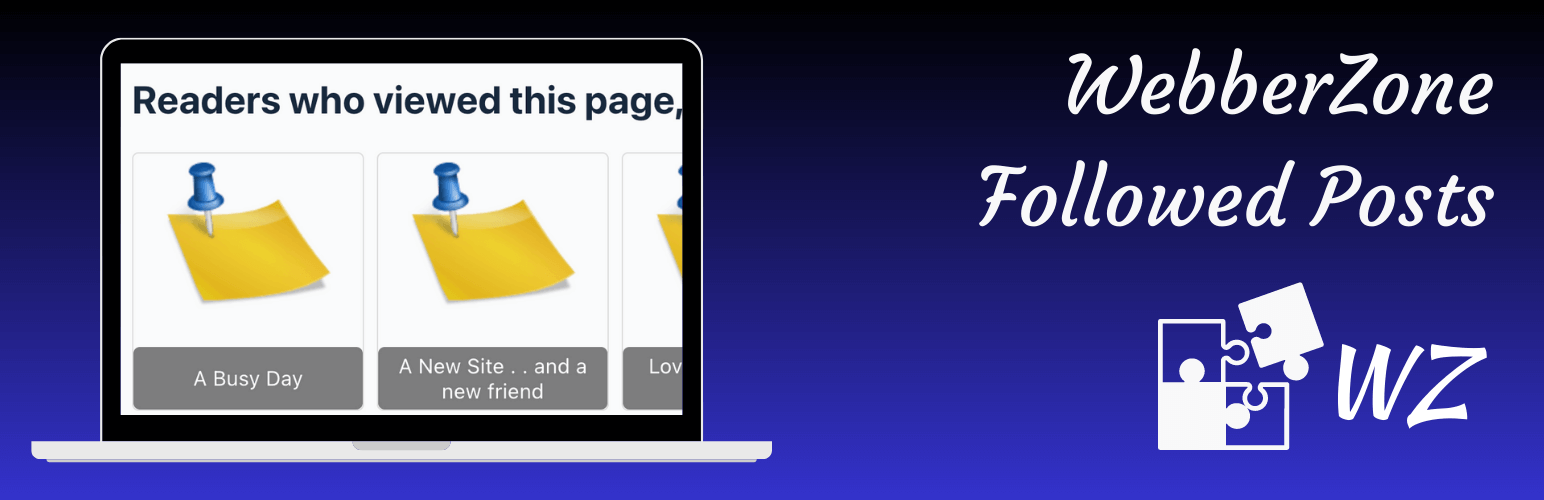 Readers who viewed this page,
A Busy Day
A New Site . . and a
new friend
Lov
WebberZone
Followed Posts
WZ